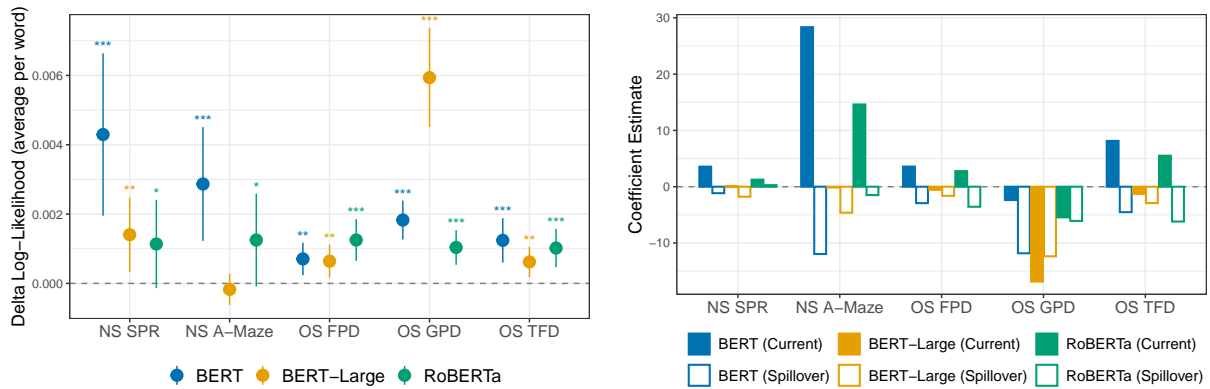 Delta Log−Likelihood (average per word)
0.006
0.004
0.002
0.000
*** ** * *** * ** ** *** *** *** *** *** ** ***
NS SPR NS A−Maze OS FPD OS GPD OS TFD
BERT BERT−Large RoBERTa
Coefficient Estimate
30
20
10
0
−10
NS SPR NS A−Maze OS FPD OS GPD OS TFD
BERT (Current) BERT−Large (Current) RoBERTa (Current)
BERT (Spillover) BERT−Large (Spillover) RoBERTa (Spillover)